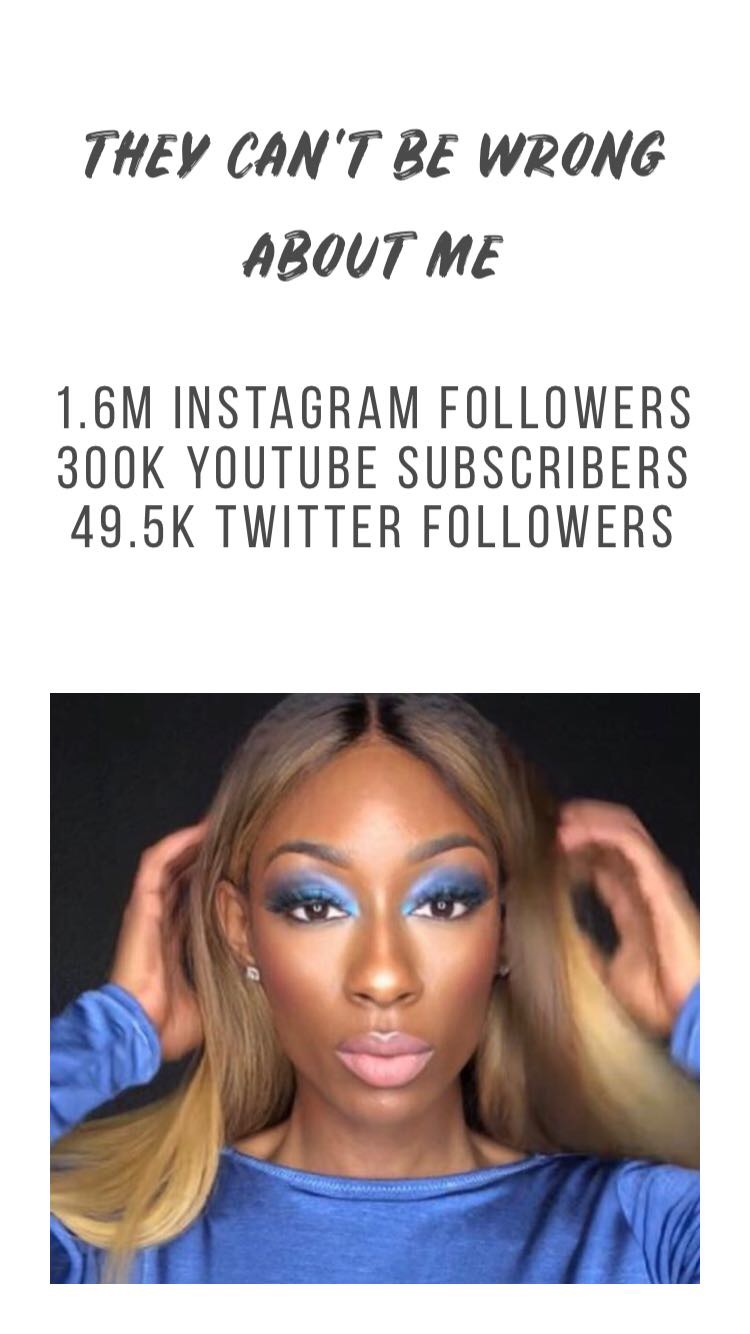 THEY CAN'T BE WRONG
ABOUT ME
1.6M INSTAGRAM FOLLOWERS
300K YOUTUBE SUBSCRIBERS
49.5K TWITTER FOLLOWERS